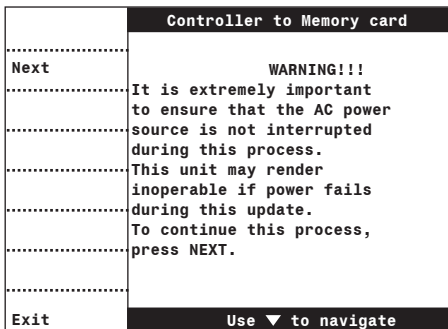 Controller to Memory card
Next
WARNING!!!
It is extremely important
to ensure that the AC power
source is not interrupted
during this process.
This unit may render
inoperable if power fails
during this update.
To continue this process,
press NEXT.
Exit
Use ▼ to navigate